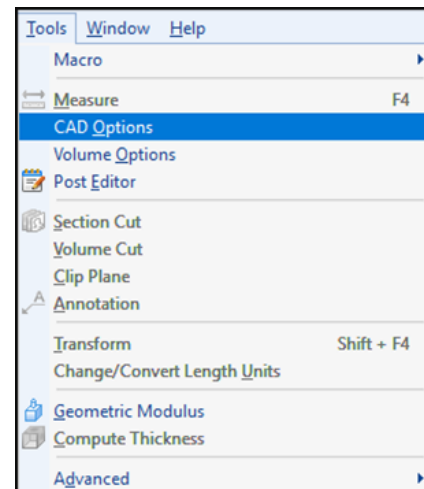 Tools Window Help
Macro
Measure F4
CAD Options
Volume Options
Post Editor
Section Cut
Volume Cut
Clip Plane
A Annotation
Transform Shift + F4
Change/Convert Length Units
Geometric Modulus
Compute Thickness
Advanced